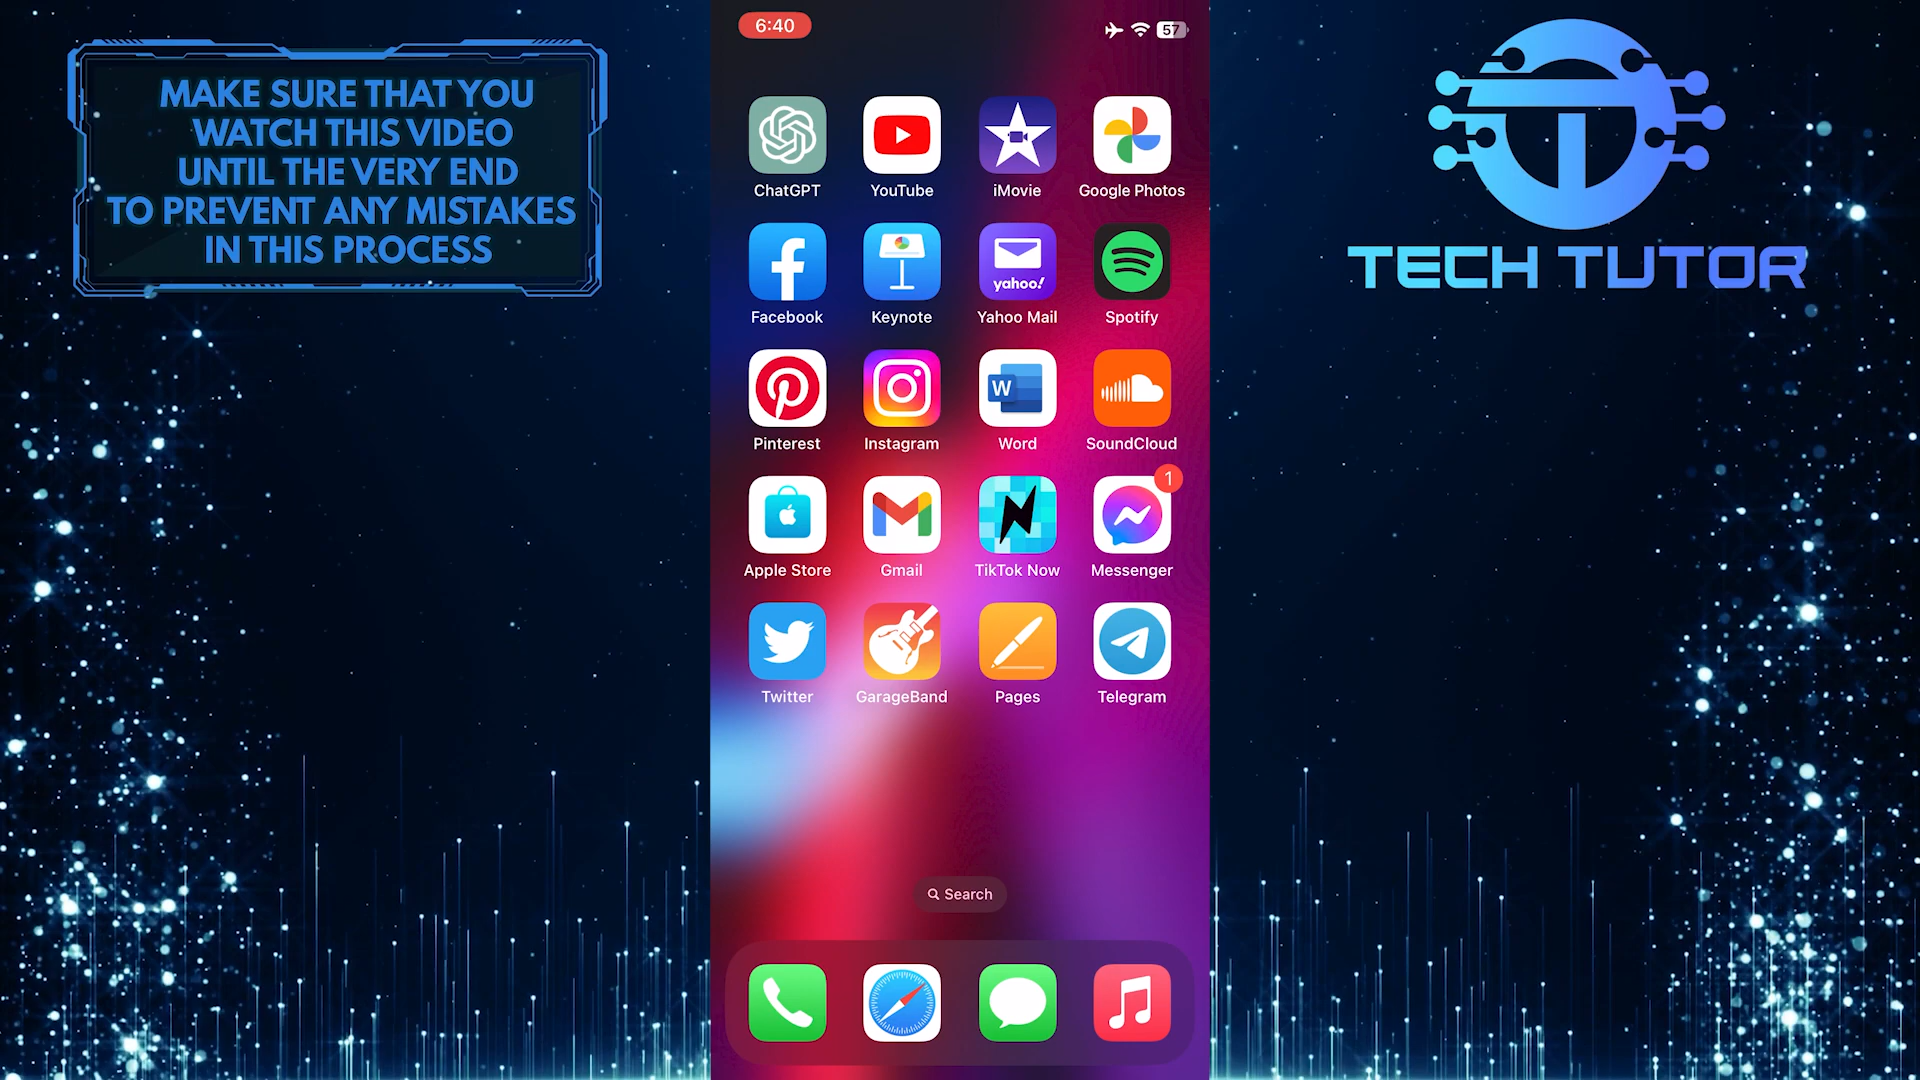 MAKE SURE THAT YOU
WATCH THIS VIDEO
UNTIL THE VERY END
TO PREVENT ANY MISTAKES
IN THIS PROCESS
6:40
57
ChatGPT
YouTube
iMovie
Google Photos
yahoo!
Facebook
Keynote
Yahoo Mail
Spotify
W
Pinterest
Instagram
Word
SoundCloud
1
Apple Store
Gmail
TikTok Now
Messenger
Twitter
GarageBand
Pages
Telegram
Search
TECH TUTOR